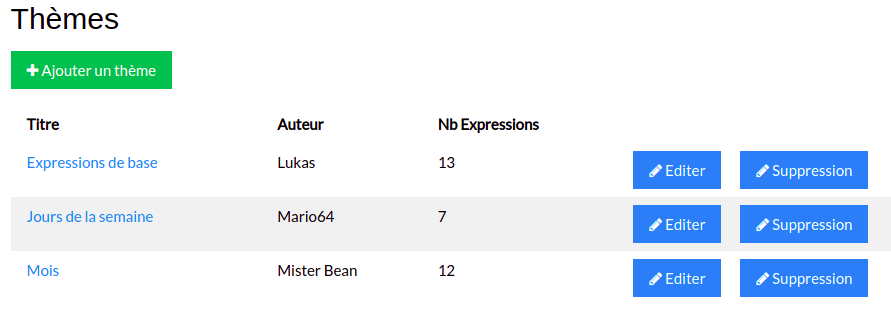 Thèmes
Ajouter un thème
Titre Auteur Nb Expressions
Expressions de base Lukas 13 Editer Suppression
Jours de la semaine Mario64 7 Editer Suppression
Mois Mister Bean 12 Editer Suppression